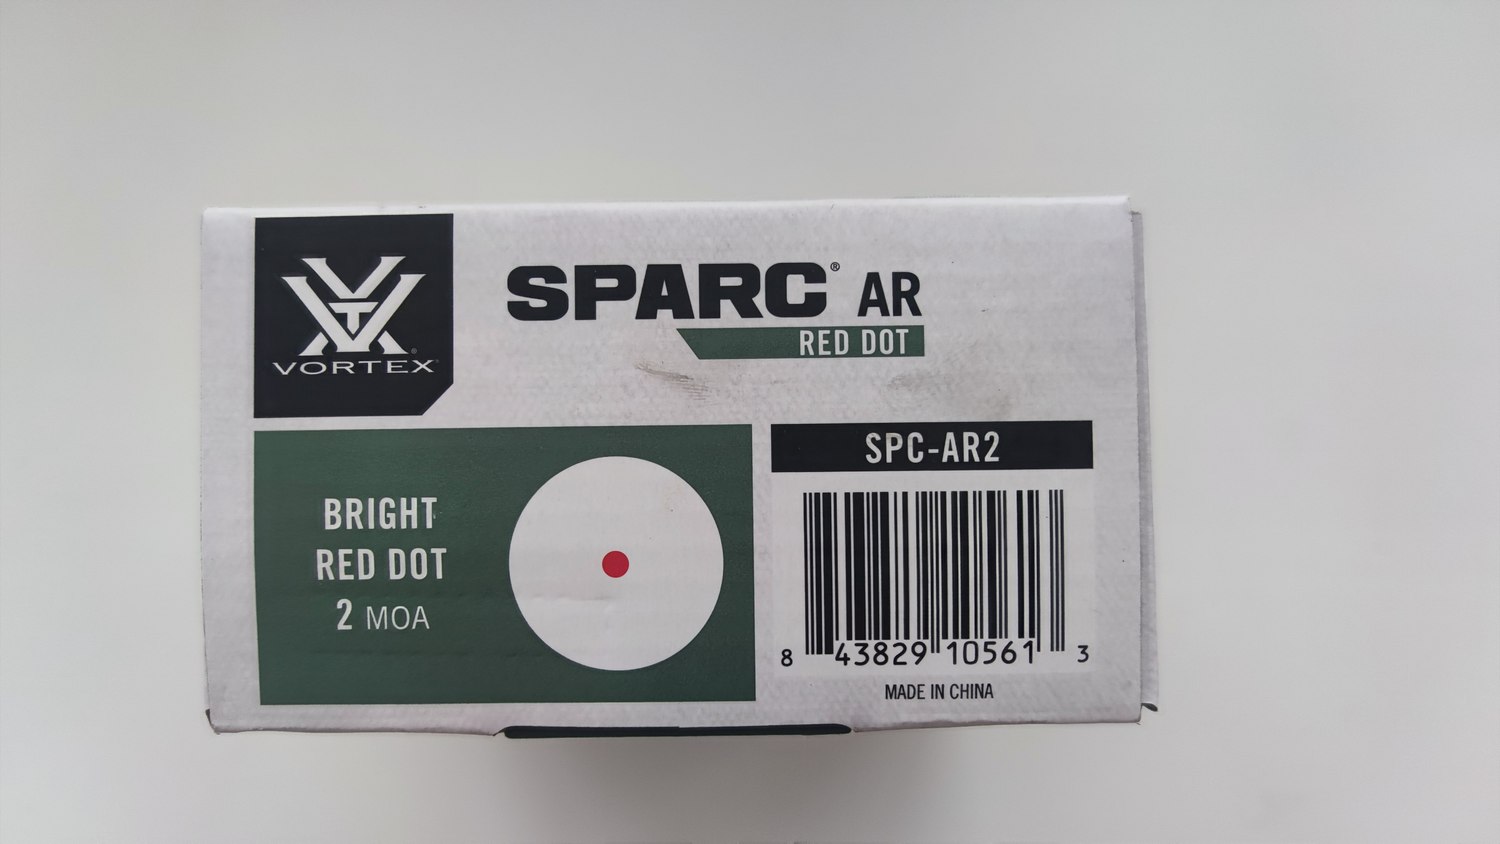 VORTEX®
SPARC® AR
RED DOT
BRIGHT
RED DOT
2 MOA
SPC-AR2
8 43829 10561 3
MADE IN CHINA